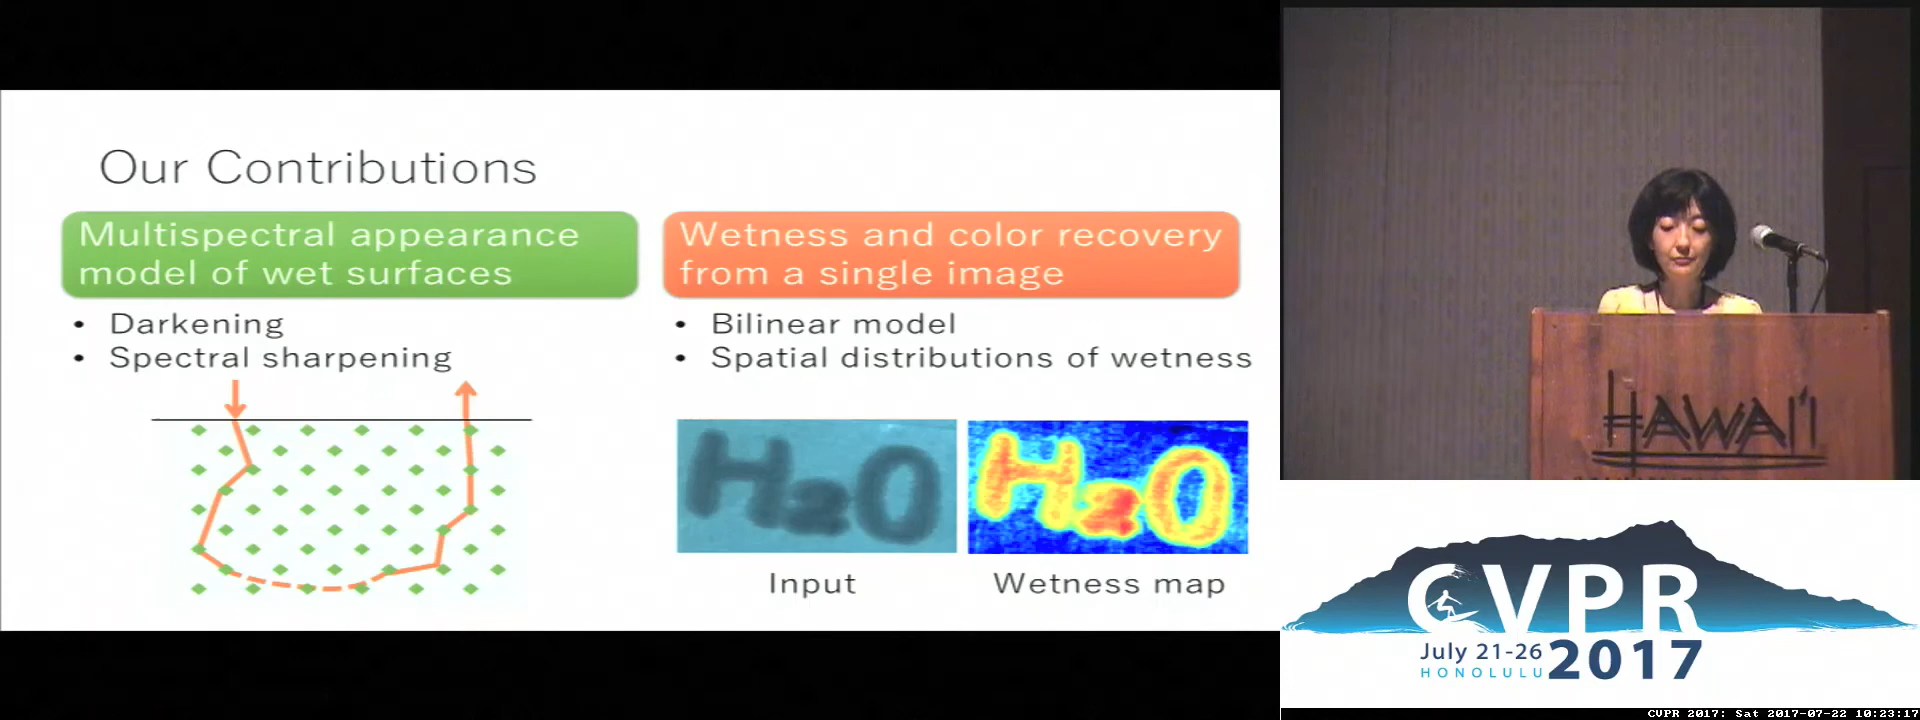 Our Contributions
Multispectral appearance
model of wet surfaces
• Darkening
• Spectral sharpening
Wetness and color recovery
from a single image
• Bilinear model
• Spatial distributions of wetness
H2O
H2O
Input
Wetness map
HAWAI'I
CVPR
July 21-26
HONOLULU
2017
CVPR 2017: Sat 2017-07-22 10:23:17